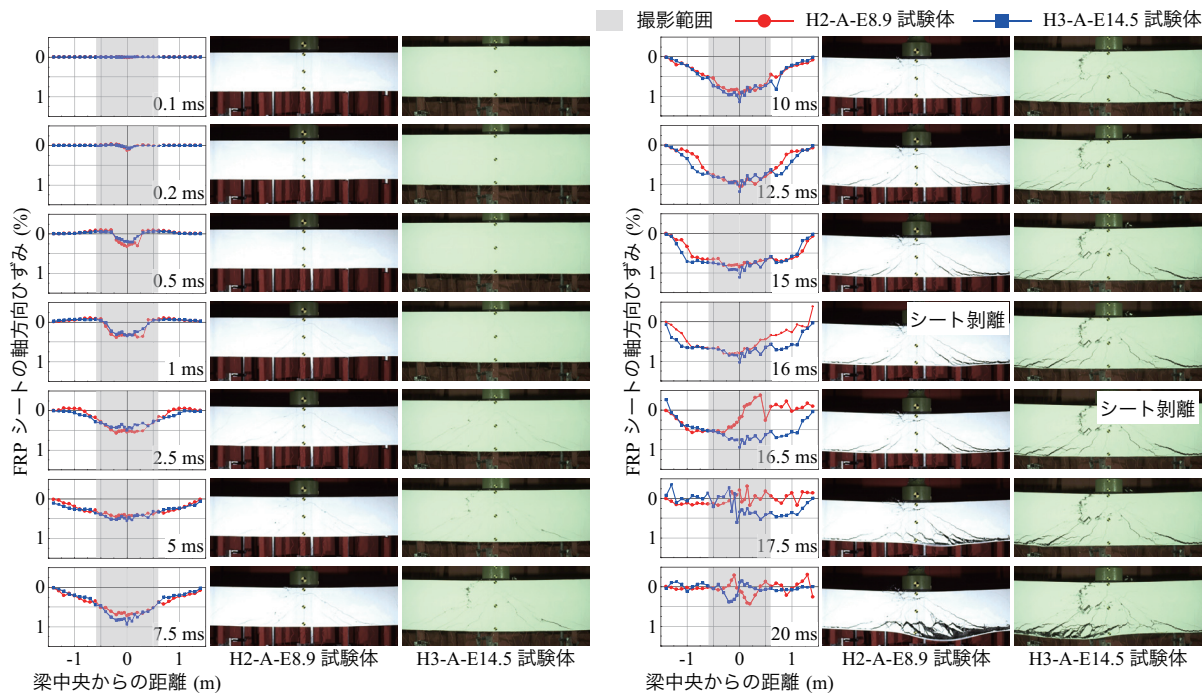 撮影範囲 H2-A-E8.9 試験体 H3-A-E14.5 試験体
FRP シートの軸方向ひずみ (%)
0
1
0.1 ms
0
1
0.2 ms
0
1
0.5 ms
0
1
1 ms
0
1
2.5 ms
0
1
5 ms
0
1
7.5 ms
-1 0 1
梁中央からの距離 (m)
H2-A-E8.9 試験体 H3-A-E14.5 試験体
FRP シートの軸方向ひずみ (%)
0
1
10 ms
0
1
12.5 ms
0
1
15 ms
0
1
16 ms
シート剥離
0
1
16.5 ms
シート剥離
0
1
17.5 ms
0
1
20 ms
-1 0 1
梁中央からの距離 (m)
H2-A-E8.9 試験体 H3-A-E14.5 試験体